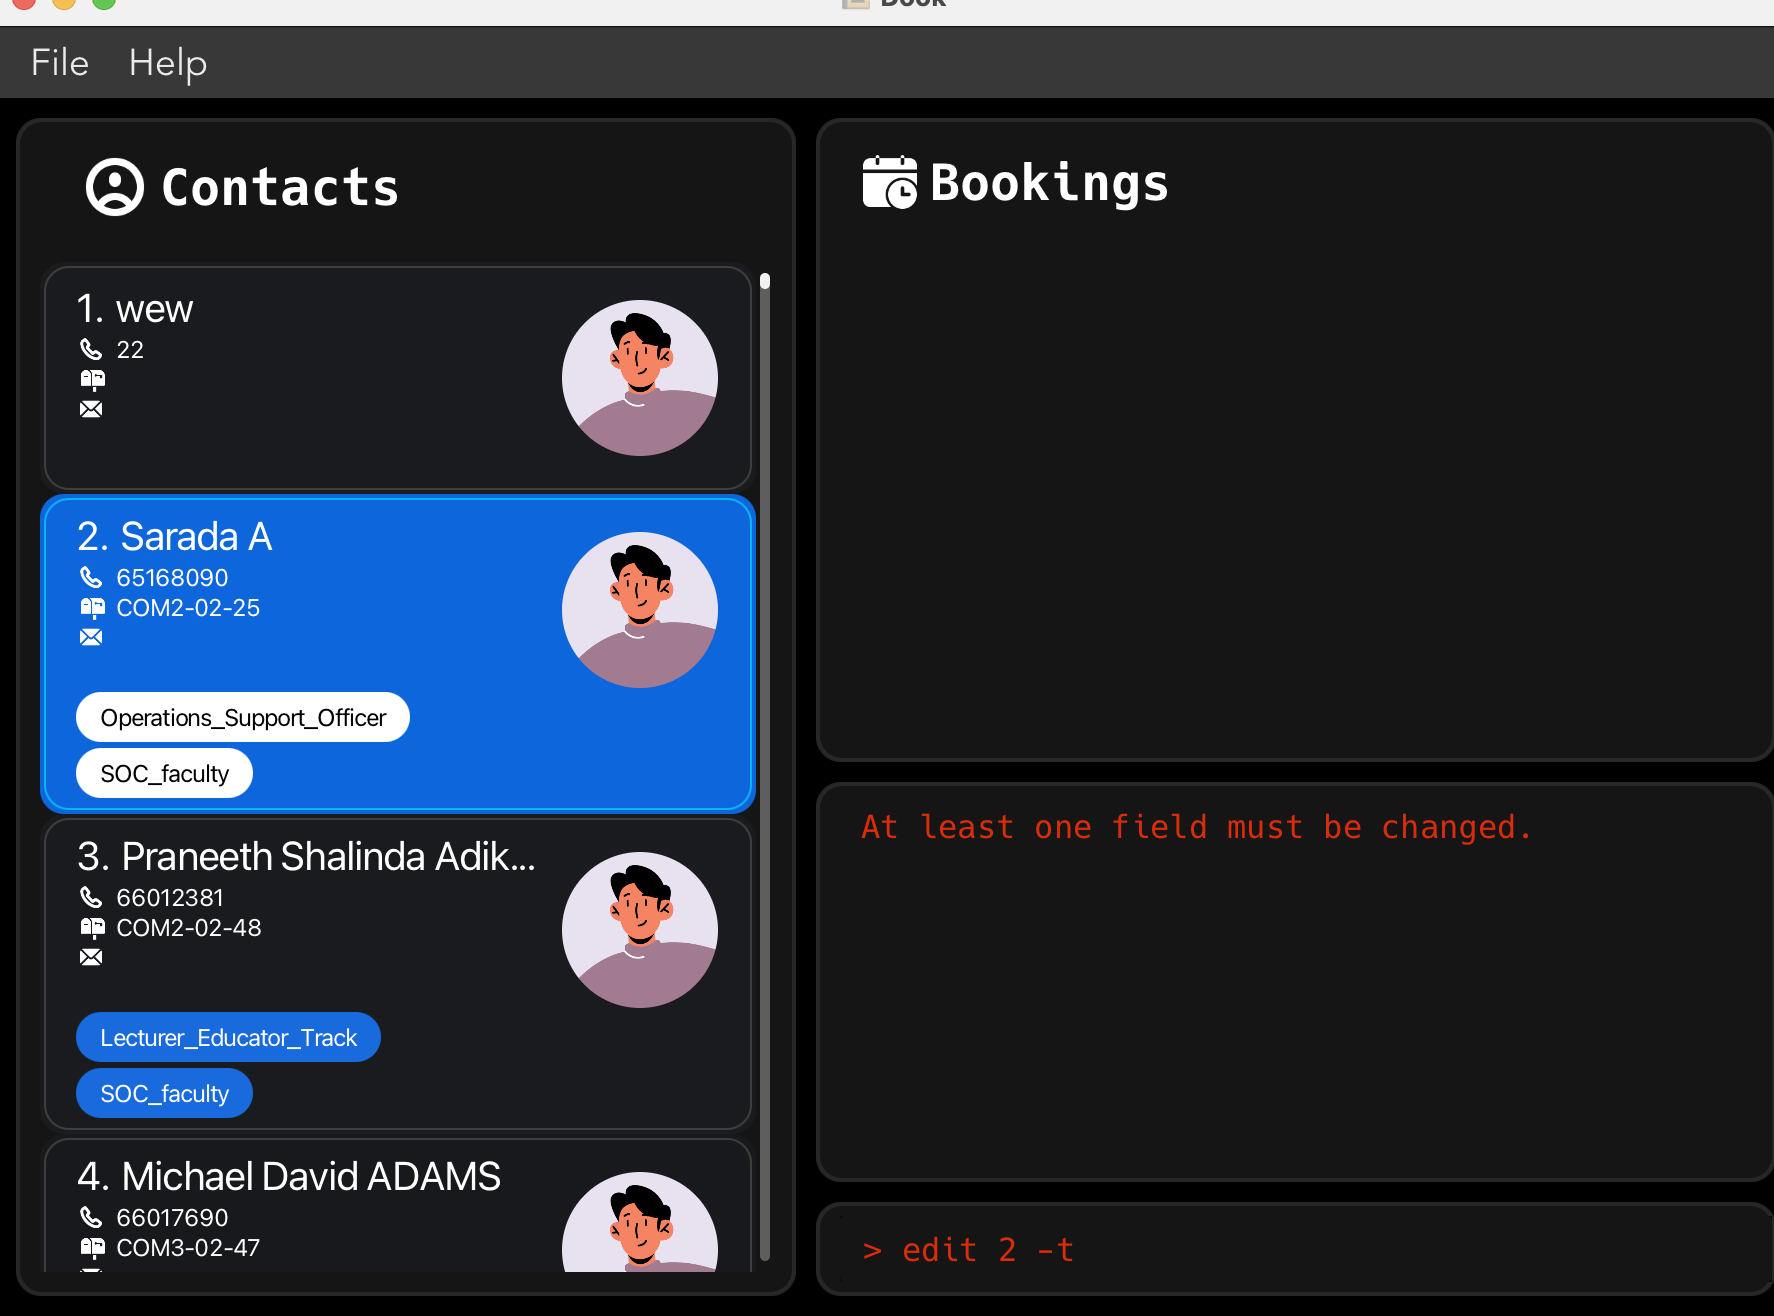 Book
File Help
Contacts
1. wew
22
2. Sarada A
65168090
COM2-02-25
Operations_Support_Officer
SOC_faculty
3. Praneeth Shalinda Adik...
66012381
COM2-02-48
Lecturer_Educator_Track
SOC_faculty
4. Michael David ADAMS
66017690
COM3-02-47
Bookings
At least one field must be changed.
> edit 2 -t